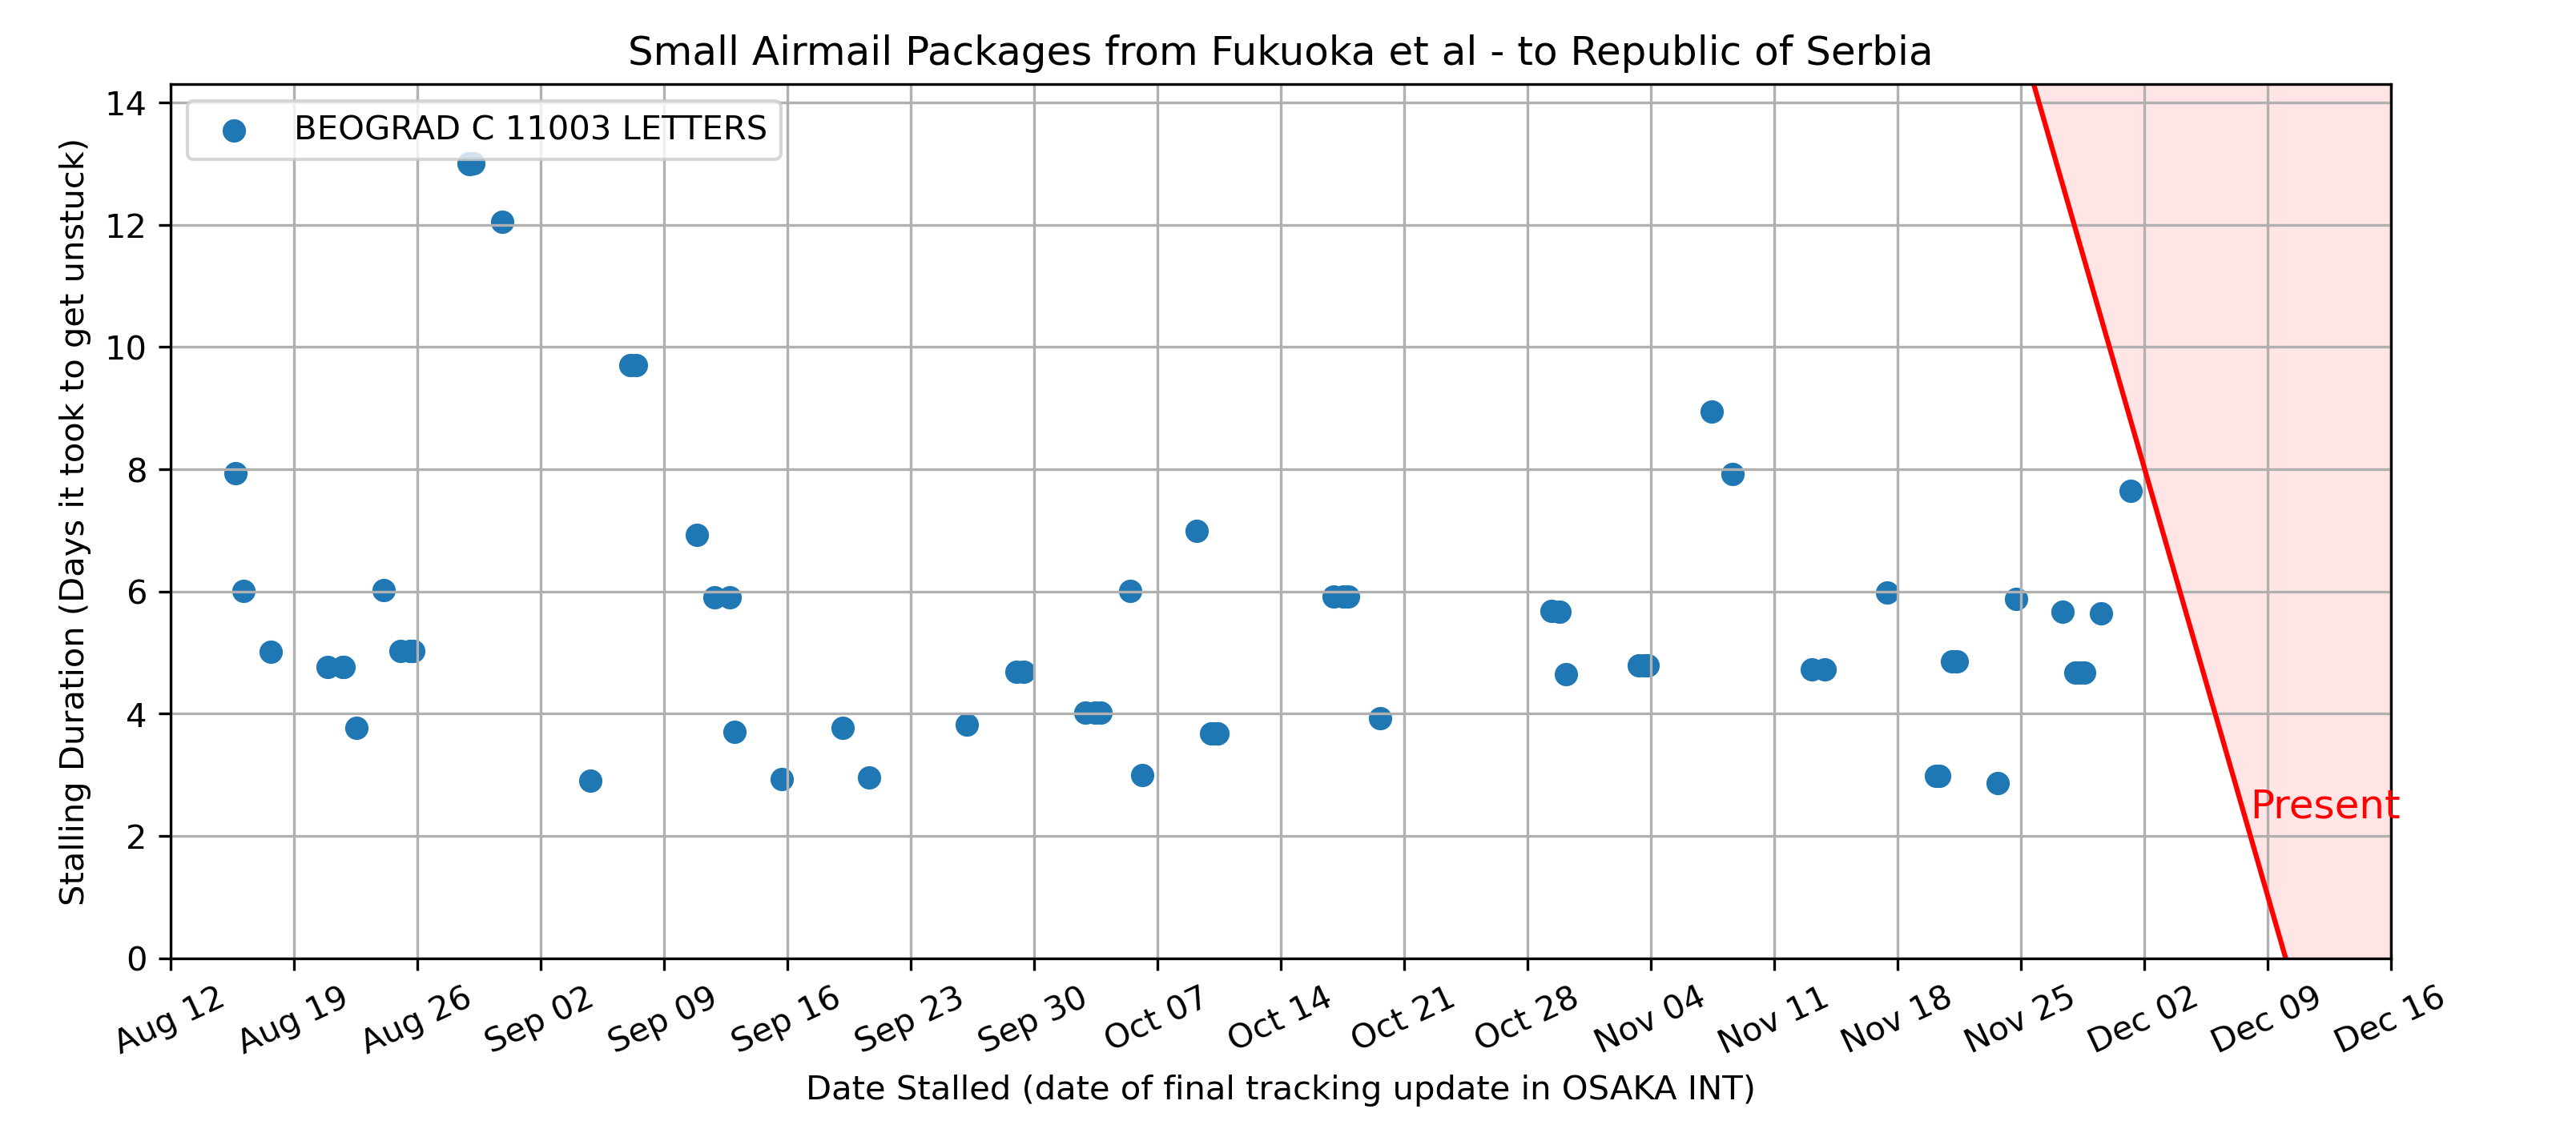 Small Airmail Packages from Fukuoka et al - to Republic of Serbia
BEOGRAD C 11003 LETTERS
Stalling Duration (Days it took to get unstuck)
14
12
10
8
6
4
2
0
Present
Aug 12
Aug 19
Aug 26
Sep 02
Sep 09
Sep 16
Sep 23
Sep 30
Oct 07
Oct 14
Oct 21
Oct 28
Nov 04
Nov 11
Nov 18
Nov 25
Dec 02
Dec 09
Dec 16
Date Stalled (date of final tracking update in OSAKA INT)